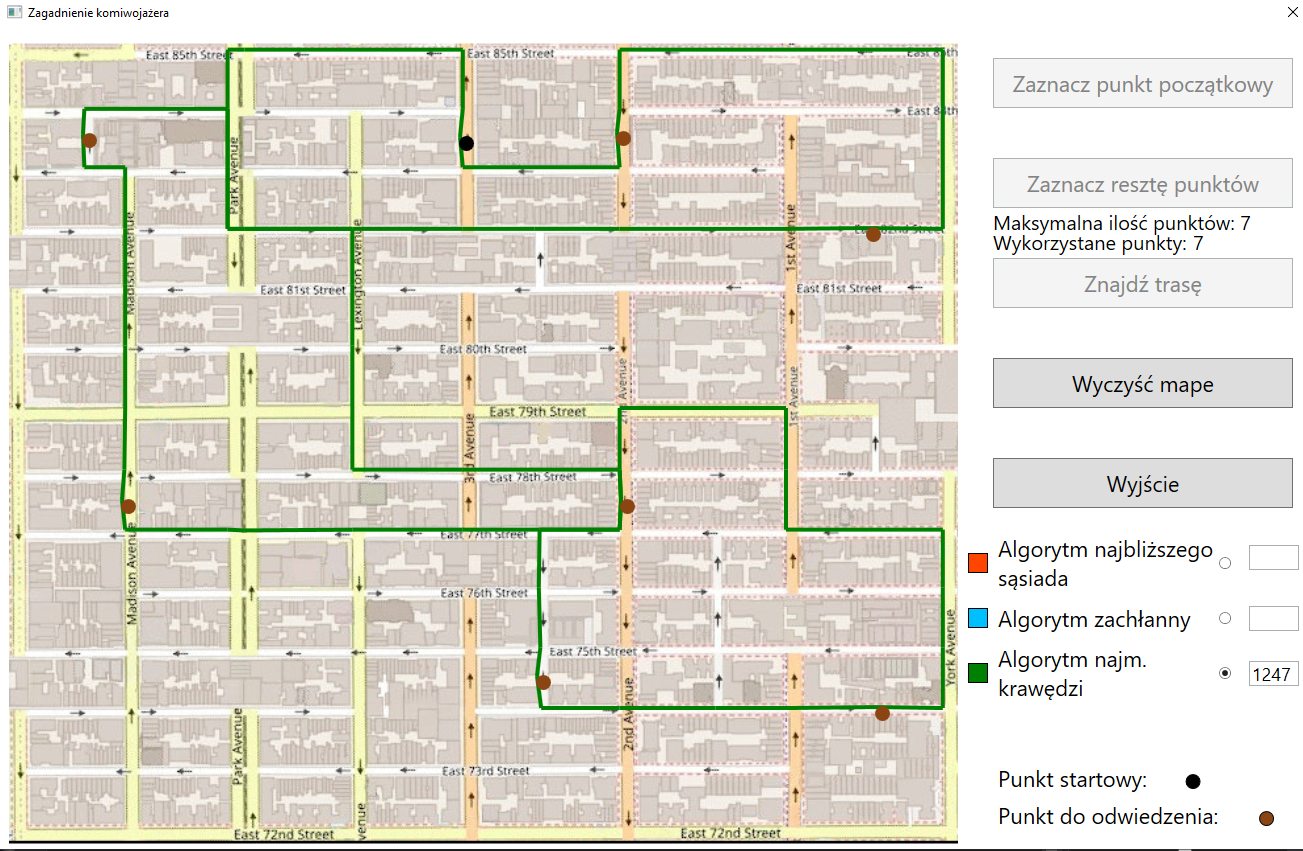 Zagadnienie komiwojażera
East 85th Street
East 85th Street
East 85th
East 84th
Park Avenue
Madison Avenue
Lexington Avenue
1st Avenue
East 82nd Street
East 81st Street
East 81st Street
East 80th Street
2nd Avenue
1st Avenue
East 79th Street
3rd Avenue
East 78th Street
East 77th Street
Madison Avenue
East 76th Street
East 75th Street
York Avenue
2nd Avenue
Park Avenue
East 73rd Street
venue
East 72nd Street
East 72nd Street
Zaznacz punkt początkowy
Zaznacz resztę punktów
Maksymalna ilość punktów: 7
Wykorzystane punkty: 7
Znajdź trasę
Wyczyść mape
Wyjście
Algorytm najbliższego
sąsiada
Algorytm zachłanny
Algorytm najm.
krawędzi
1247
Punkt startowy:
Punkt do odwiedzenia: